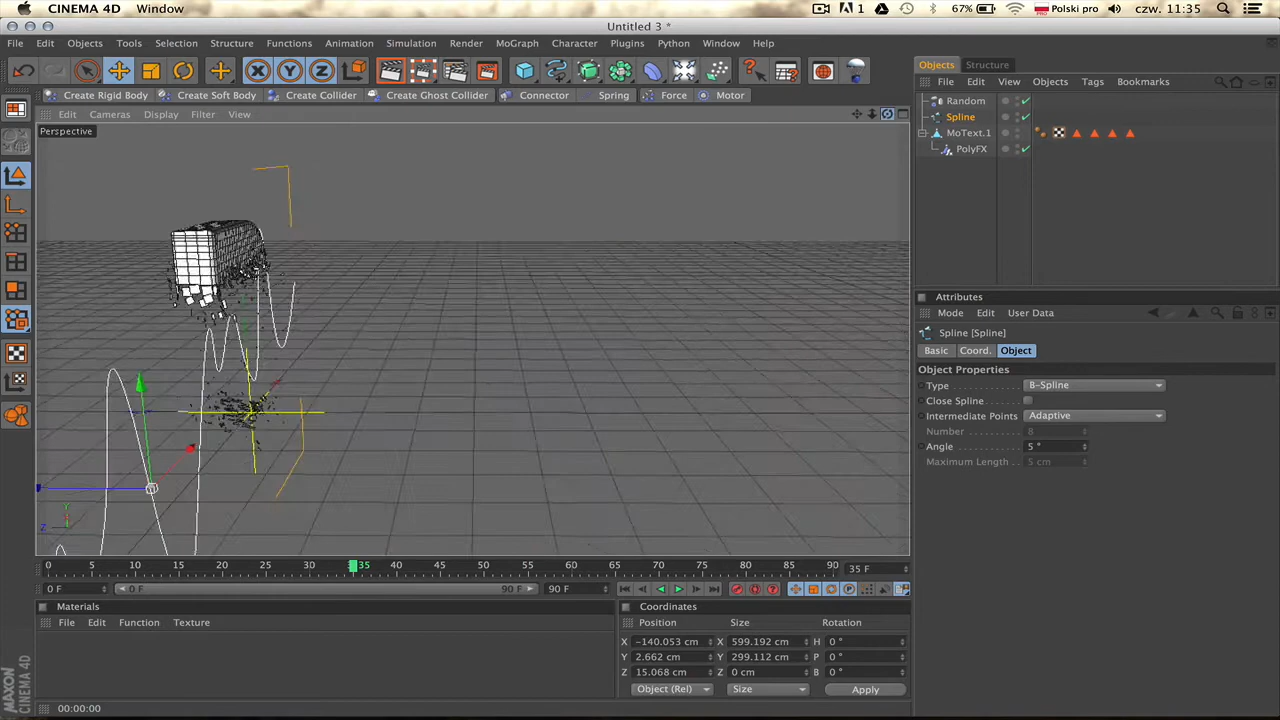 CINEMA 4D Window 1 67% Polski pro czw. 11:35
Untitled 3 *
File Edit Objects Tools Selection Structure Functions Animation Simulation Render MoGraph Character Plugins Python Window Help
X Y Z
Create Rigid Body Create Soft Body Create Collider Create Ghost Collider Connector Spring Force Motor
Edit Cameras Display Filter View
Perspective
Y
Z
0 5 10 15 20 25 30 35 40 45 50 55 60 65 70 75 80 85 90 35 F
0 F 0 F 90 F 90 F
Materials
File Edit Function Texture
Coordinates
Position Size Rotation
X -140.053 cm X 599.192 cm H 0 °
Y 2.662 cm Y 299.112 cm P 0 °
Z 15.068 cm Z 0 cm B 0 °
Object (Rel) Size Apply
00:00:00
MAXON
CINEMA 4D
Objects Structure
File Edit View Objects Tags Bookmarks
Random
Spline
MoText.1
PolyFX
Attributes
Mode Edit User Data
Spline [Spline]
Basic Coord. Object
Object Properties
Type B-Spline
Close Spline
Intermediate Points Adaptive
Number 8
Angle 5 °
Maximum Length 5 cm